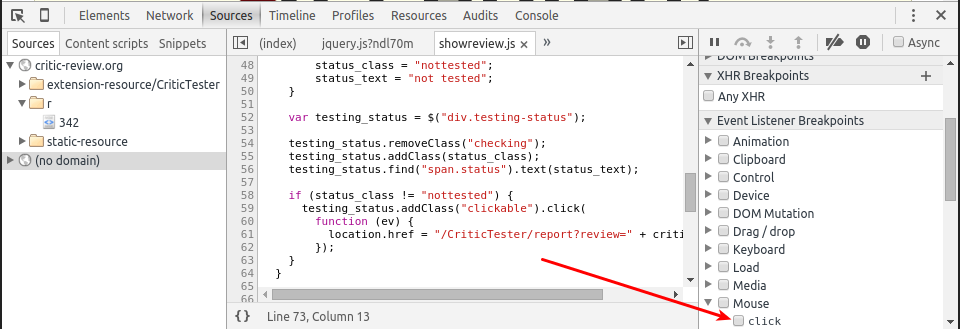 Elements Network Sources Timeline Profiles Resources Audits Console
Sources Content scripts Snippets
critic-review.org
extension-resource/CriticTester
r
342
static-resource
(no domain)
(index) jquery.js?ndl70m showreview.js × »
48 status_class = "nottested";
49 status_text = "not tested";
50 }
51
52 var testing_status = $("div.testing-status");
53
54 testing_status.removeClass("checking");
55 testing_status.addClass(status_class);
56 testing_status.find("span.status").text(status_text);
57
58 if (status_class != "nottested") {
59 testing_status.addClass("clickable").click(
60 function (ev) {
61 location.href = "/CriticTester/report?review=" + criti
62 });
63 }
64 }
65
66
{} Line 73, Column 13
Async
DOM Breakpoints
XHR Breakpoints +
Any XHR
Event Listener Breakpoints
Animation
Clipboard
Control
Device
DOM Mutation
Drag / drop
Keyboard
Load
Media
Mouse
click